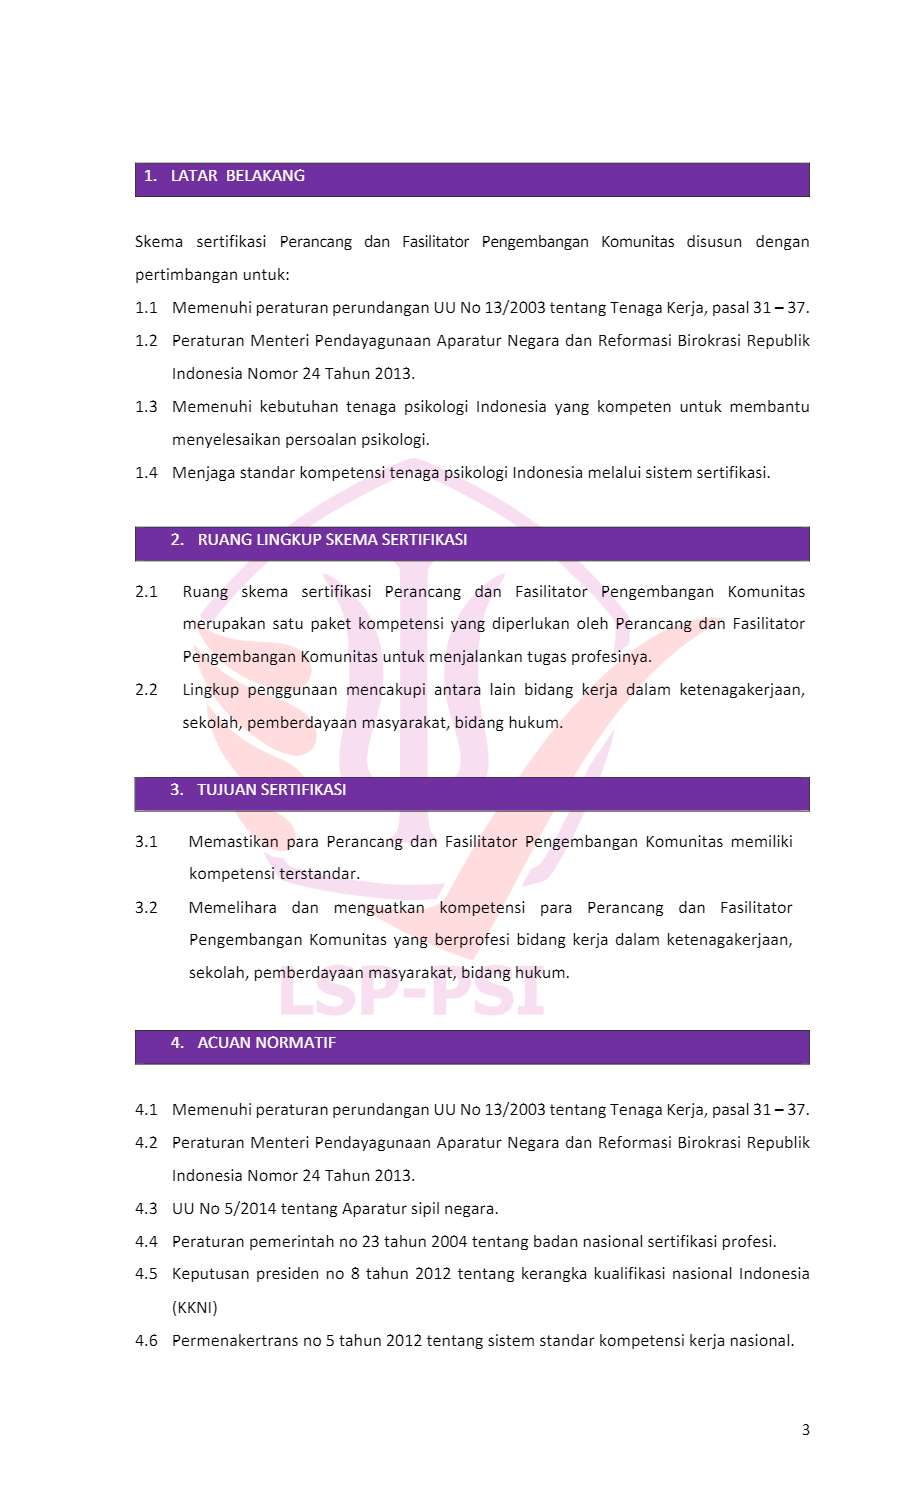 1. LATAR BELAKANG
Skema sertifikasi Perancang dan Fasilitator Pengembangan Komunitas disusun dengan
pertimbangan untuk:
1.1 Memenuhi peraturan perundangan UU No 13/2003 tentang Tenaga Kerja, pasal 31 – 37.
1.2 Peraturan Menteri Pendayagunaan Aparatur Negara dan Reformasi Birokrasi Republik
Indonesia Nomor 24 Tahun 2013.
1.3 Memenuhi kebutuhan tenaga psikologi Indonesia yang kompeten untuk membantu
menyelesaikan persoalan psikologi.
1.4 Menjaga standar kompetensi tenaga psikologi Indonesia melalui sistem sertifikasi.
2. RUANG LINGKUP SKEMA SERTIFIKASI
2.1 Ruang skema sertifikasi Perancang dan Fasilitator Pengembangan Komunitas
merupakan satu paket kompetensi yang diperlukan oleh Perancang dan Fasilitator
Pengembangan Komunitas untuk menjalankan tugas profesinya.
2.2 Lingkup penggunaan mencakupi antara lain bidang kerja dalam ketenagakerjaan,
sekolah, pemberdayaan masyarakat, bidang hukum.
3. TUJUAN SERTIFIKASI
3.1 Memastikan para Perancang dan Fasilitator Pengembangan Komunitas memiliki
kompetensi terstandar.
3.2 Memelihara dan menguatkan kompetensi para Perancang dan Fasilitator
Pengembangan Komunitas yang berprofesi bidang kerja dalam ketenagakerjaan,
sekolah, pemberdayaan masyarakat, bidang hukum.
LSP-PSI
4. ACUAN NORMATIF
4.1 Memenuhi peraturan perundangan UU No 13/2003 tentang Tenaga Kerja, pasal 31 – 37.
4.2 Peraturan Menteri Pendayagunaan Aparatur Negara dan Reformasi Birokrasi Republik
Indonesia Nomor 24 Tahun 2013.
4.3 UU No 5/2014 tentang Aparatur sipil negara.
4.4 Peraturan pemerintah no 23 tahun 2004 tentang badan nasional sertifikasi profesi.
4.5 Keputusan presiden no 8 tahun 2012 tentang kerangka kualifikasi nasional Indonesia
(KKNI)
4.6 Permenakertrans no 5 tahun 2012 tentang sistem standar kompetensi kerja nasional.
3